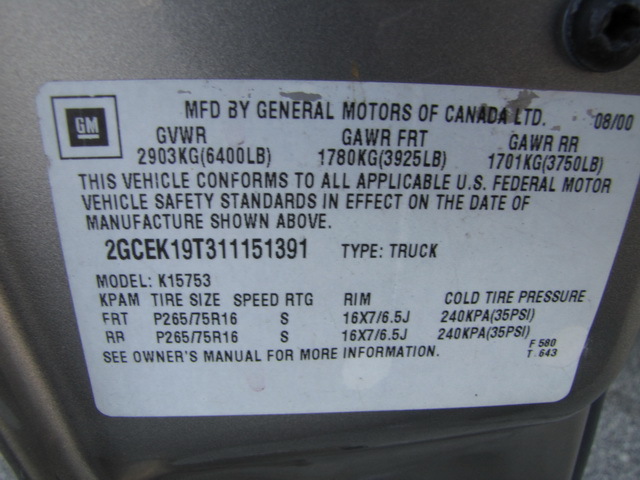 GM
MFD BY GENERAL MOTORS OF CANADA LTD. 08/00
GVWR GAWR FRT GAWR RR
2903KG(6400LB) 1780KG(3925LB) 1701KG(3750LB)
THIS VEHICLE CONFORMS TO ALL APPLICABLE U.S. FEDERAL MOTOR
VEHICLE SAFETY STANDARDS IN EFFECT ON THE DATE OF
MANUFACTURE SHOWN ABOVE.
2GCEK19T311151391 TYPE: TRUCK
MODEL: K15753
KPAM TIRE SIZE SPEED RTG RIM COLD TIRE PRESSURE
FRT P265/75R16 S 16X7/6.5J 240KPA(35PSI)
RR P265/75R16 S 16X7/6.5J 240KPA(35PSI)
SEE OWNER'S MANUAL FOR MORE INFORMATION. F 580
T. 643